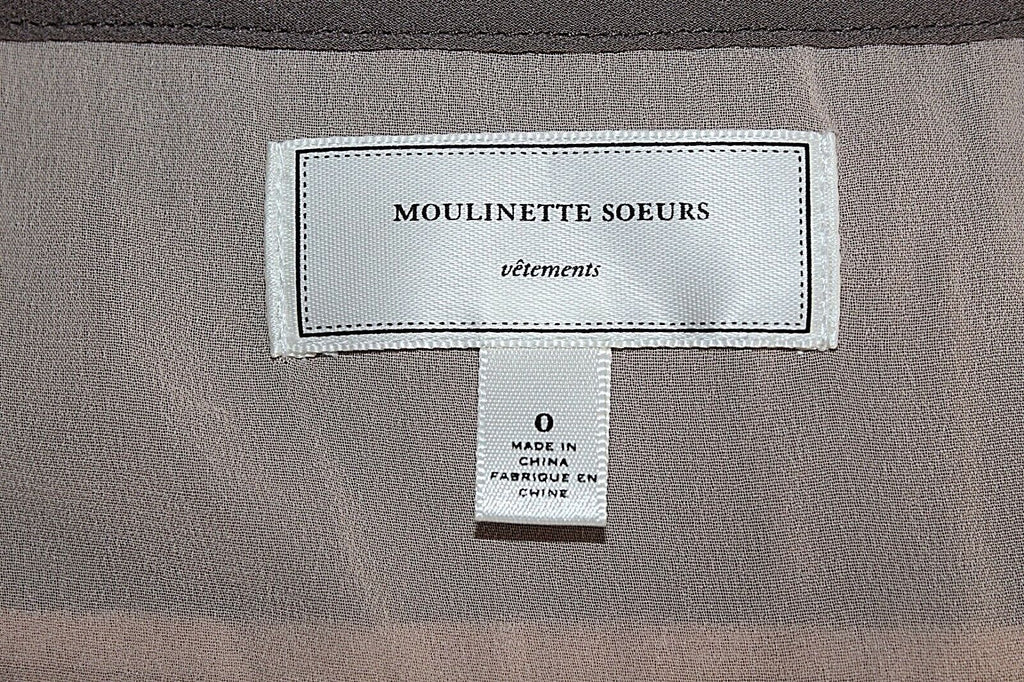 MOULINETTE SOEURS
vêtements
0
MADE IN
CHINA
FABRIQUE EN
CHINE